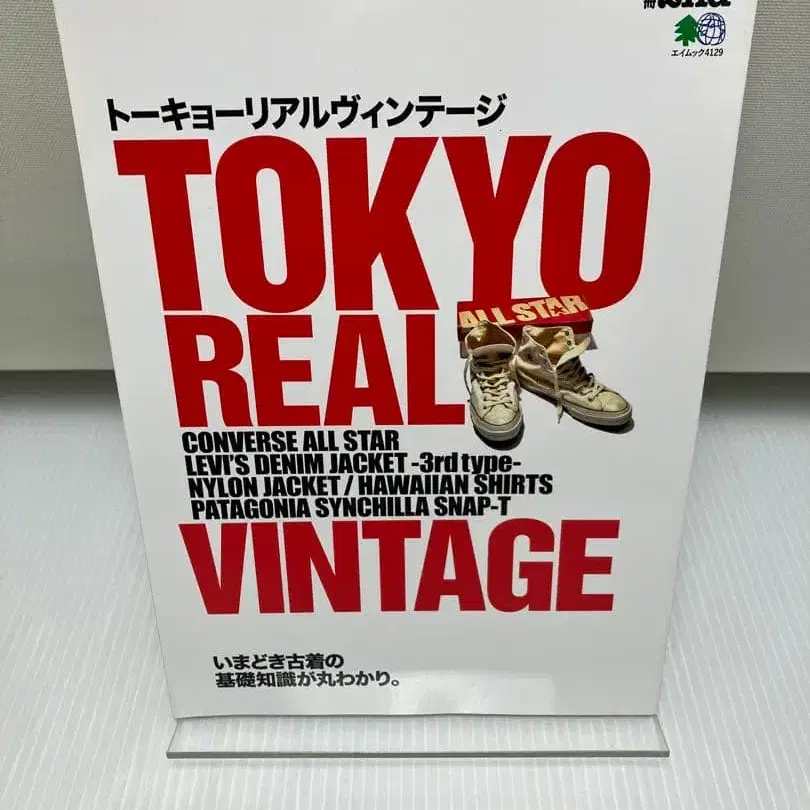 エイムック4129
トーキョーリアルヴィンテージ
TOKYO
REAL
ALL STAR
CONVERSE ALL STAR
LEVI'S DENIM JACKET -3rd type-
NYLON JACKET / HAWAIIAN SHIRTS
PATAGONIA SYNCHILLA SNAP-T
VINTAGE
いまどき古着の
基礎知識が丸わかり。